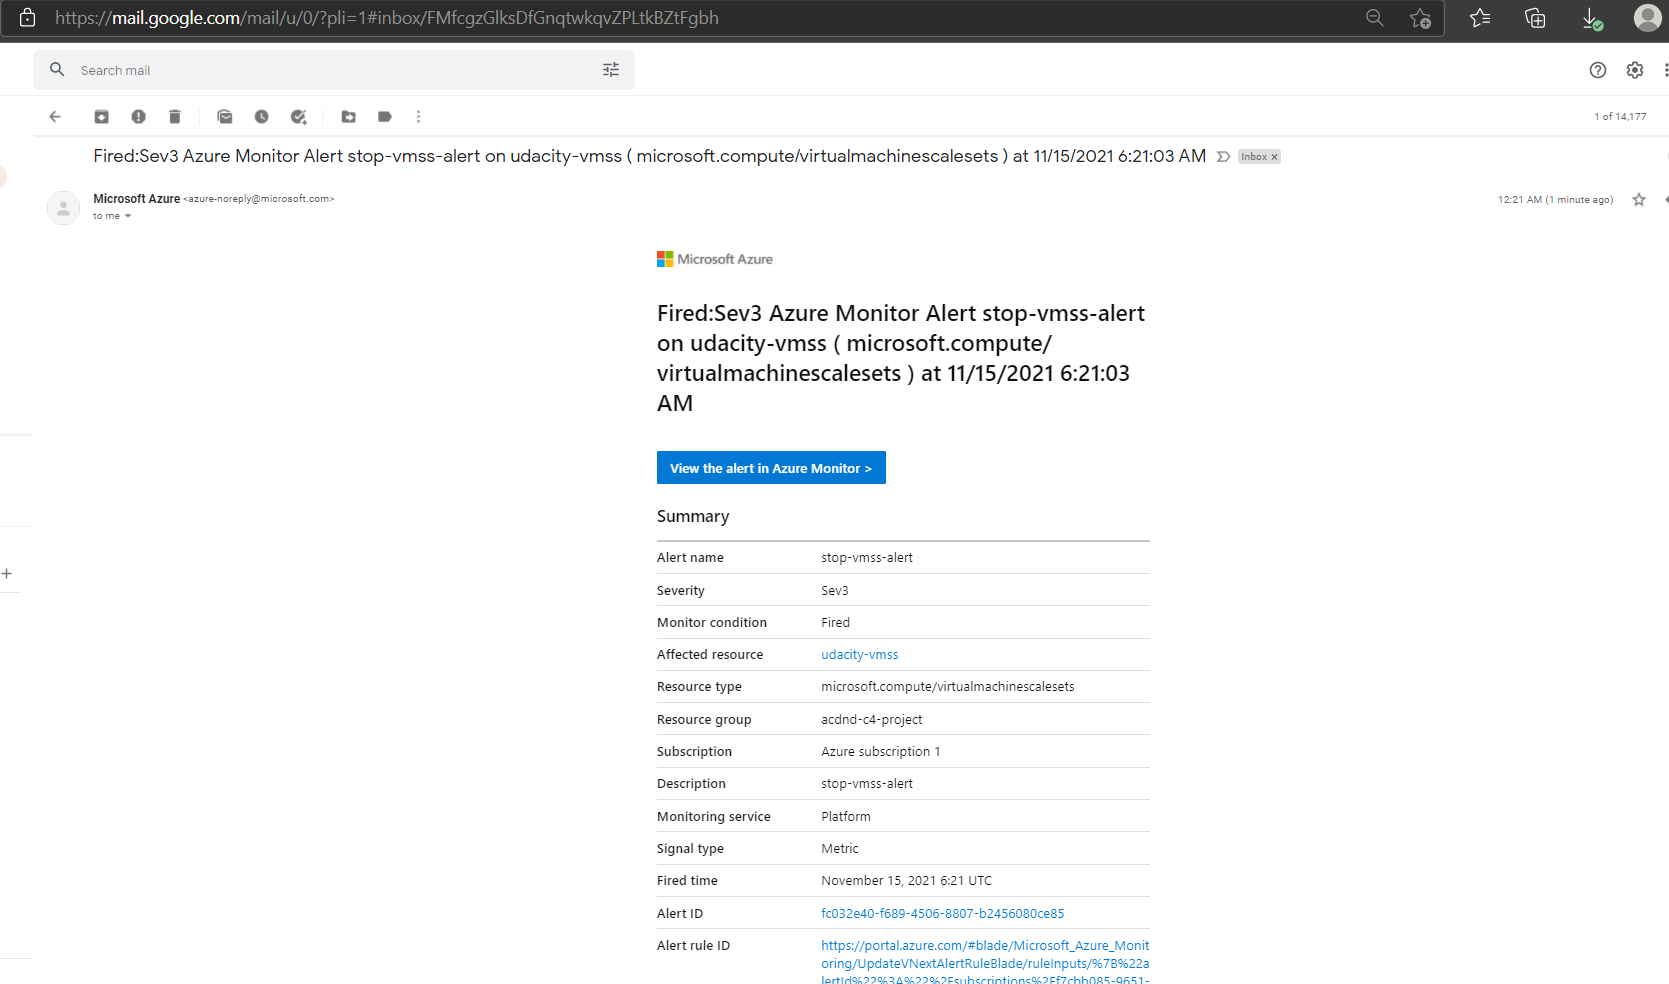 https://mail.google.com/mail/u/0/?pli=1#inbox/FMfcgzGlksDfGnqtwkqvZPLtkBZtFgbh
Search mail
1 of 14,177
Fired:Sev3 Azure Monitor Alert stop-vmss-alert on udacity-vmss ( microsoft.compute/virtualmachinescalesets ) at 11/15/2021 6:21:03 AM Inbox x
Microsoft Azure <azure-noreply@microsoft.com> 12:21 AM (1 minute ago)
to me
Microsoft Azure
Fired:Sev3 Azure Monitor Alert stop-vmss-alert
on udacity-vmss ( microsoft.compute/
virtualmachinescalesets ) at 11/15/2021 6:21:03
AM
View the alert in Azure Monitor >
Summary
Alert name stop-vmss-alert
Severity Sev3
Monitor condition Fired
Affected resource udacity-vmss
Resource type microsoft.compute/virtualmachinescalesets
Resource group acdnd-c4-project
Subscription Azure subscription 1
Description stop-vmss-alert
Monitoring service Platform
Signal type Metric
Fired time November 15, 2021 6:21 UTC
Alert ID fc032e40-f689-4506-8807-b2456080ce85
Alert rule ID https://portal.azure.com/#blade/Microsoft_Azure_Monit
oring/UpdateVNextAlertRuleBlade/ruleInputs/%7B%22a
lertId%22%3A%22%2Fsubscriptions%2Ff7cbb085-9651-